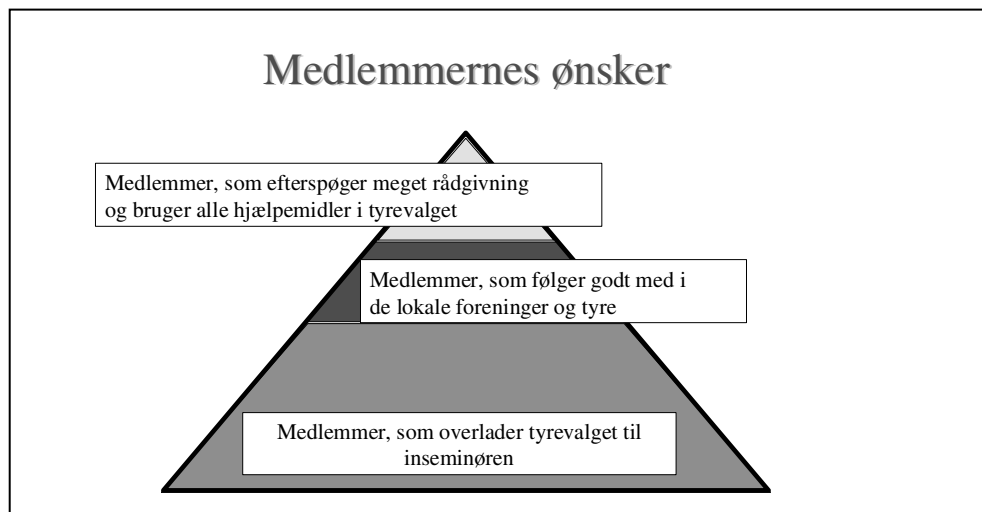 Medlemmernes ønsker
Medlemmer, som efterspøger meget rådgivning
og bruger alle hjælpemidler i tyrevalget
Medlemmer, som følger godt med i
de lokale foreninger og tyre
Medlemmer, som overlader tyrevalget til
inseminøren